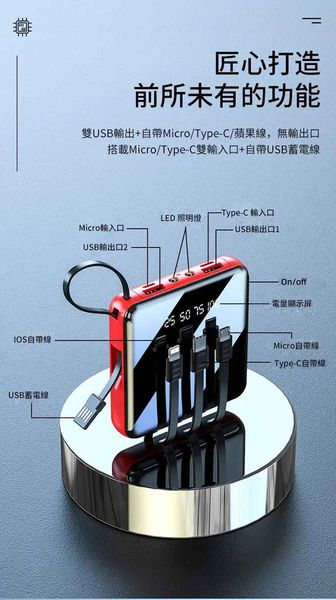 匠心打造
前所未有的功能
雙USB輸出+自帶Micro/Type-C/蘋果線，無輸出口
搭載Micro/Type-C雙輸入口+自帶USB蓄電線
Type-C 輸入口
LED 照明燈
Micro輸入口
USB輸出口1
USB輸出口2
On/off
25 50 75 100
電量顯示屏
IOS自帶線
Micro自帶線
Type-C自帶線
USB蓄電線